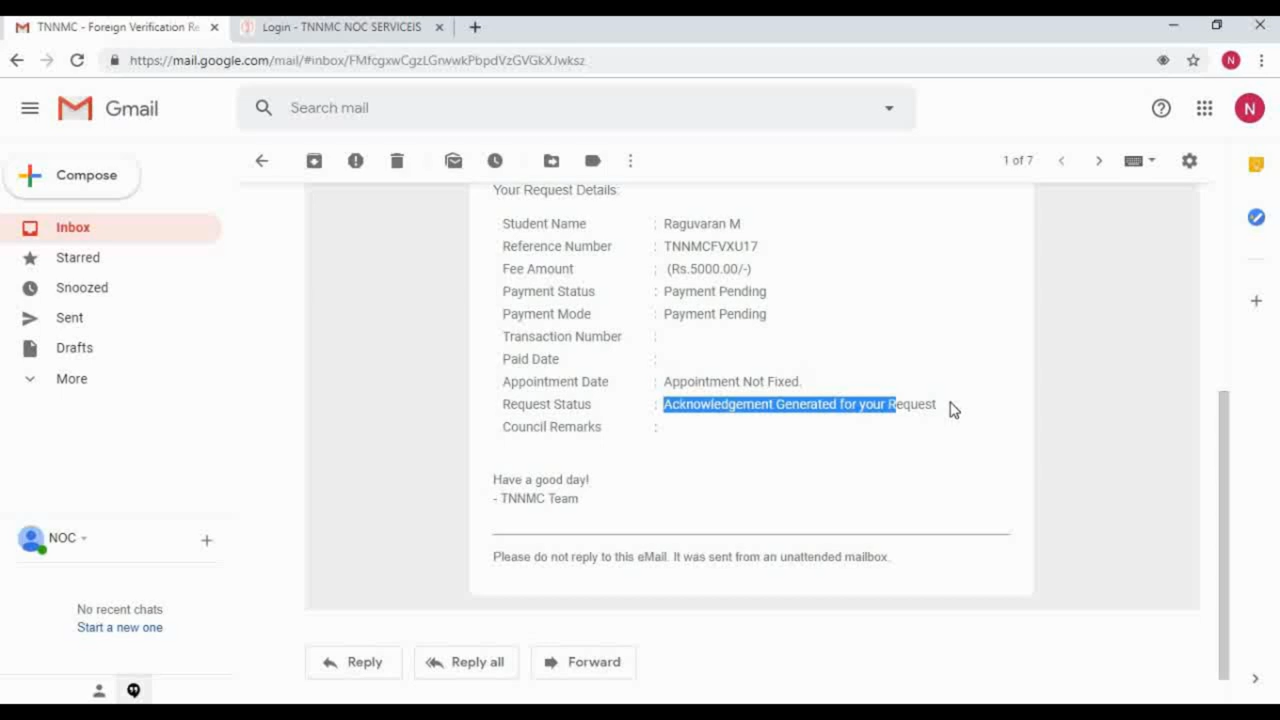 TNNMC - Foreign Verification Re
Login - TNNMC NOC SERVICEIS
https://mail.google.com/mail/#inbox/FMfcgxwCgzLGnwwkPbpdVzGVGkXJwksz
N
Gmail
Search mail
N
Compose
1 of 7
Inbox
Starred
Snoozed
Sent
Drafts
More
Your Request Details:
Student Name : Raguvaran M
Reference Number : TNNMCFVXU17
Fee Amount : (Rs.5000.00/-)
Payment Status : Payment Pending
Payment Mode : Payment Pending
Transaction Number :
Paid Date :
Appointment Date : Appointment Not Fixed.
Request Status : Acknowledgement Generated for your Request
Council Remarks :
Have a good day!
- TNNMC Team
Please do not reply to this eMail. It was sent from an unattended mailbox.
NOC
No recent chats
Start a new one
Reply
Reply all
Forward